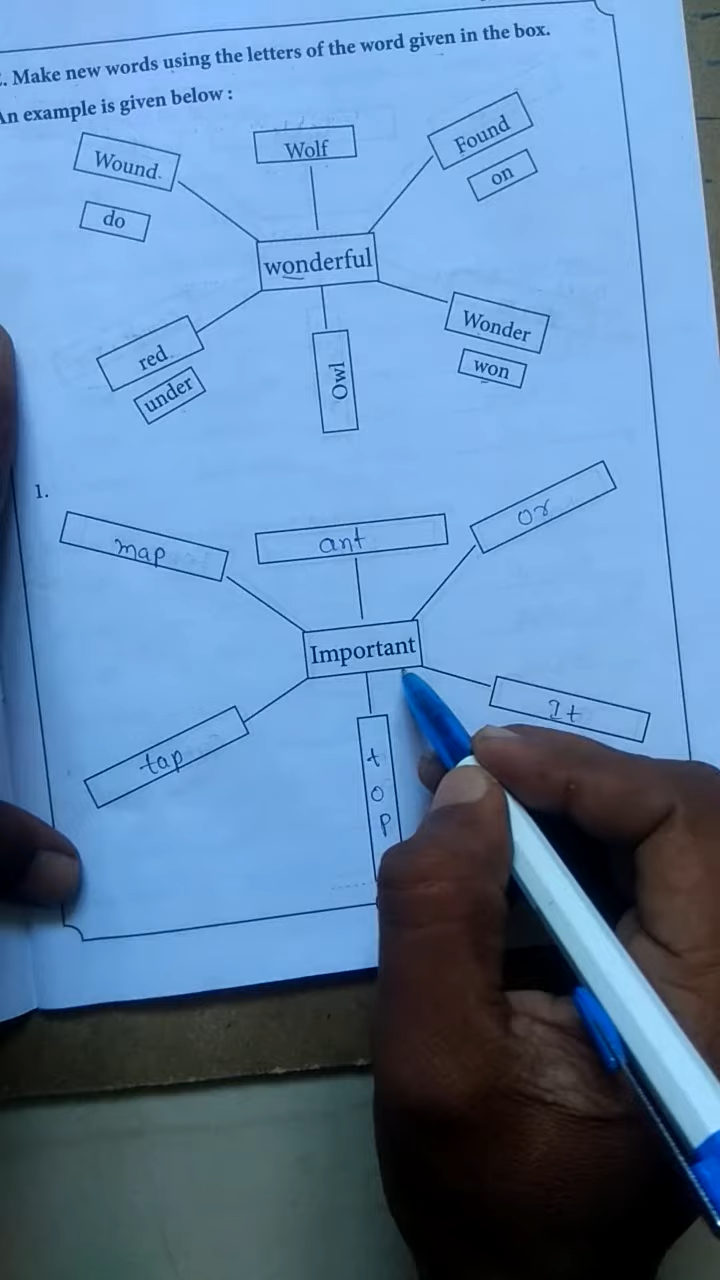 . Make new words using the letters of the word given in the box.
An example is given below :
Wound.
Wolf
Found
do
on
wonderful
red
Wonder
under
Owl
won
1.
map
ant
or
Important
tap
top
It